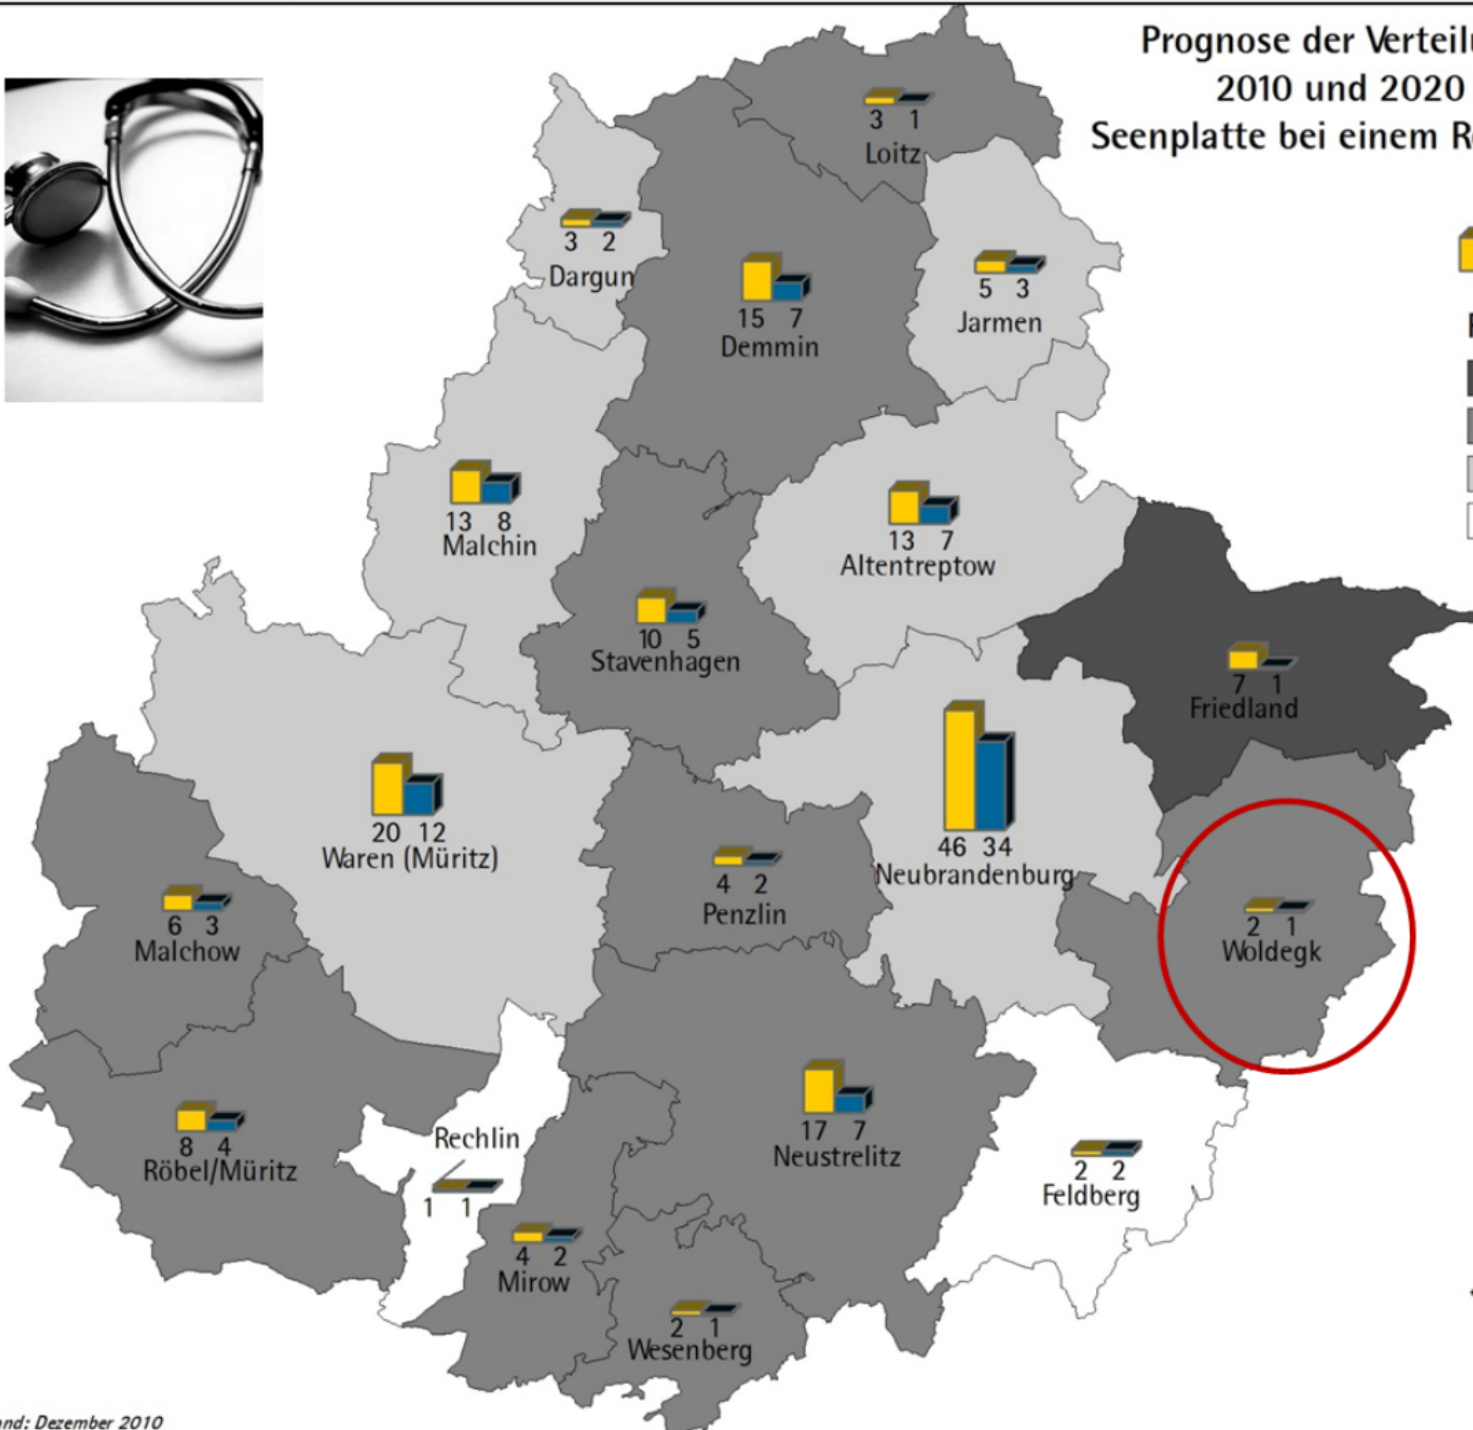 Prognose der
2010 und 2020
Seenplatte bei einem
3 1
Loitz
3 2
Dargun
15 7
Demmin
5 3
Jarmen
13 8
Malchin
13 7
Altentreptow
10 5
Stavenhagen
7 1
Friedland
20 12
Waren (Müritz)
46 34
Neubrandenburg
4 2
Penzlin
6 3
Malchow
2 1
Woldegk
8 4
Röbel/Müritz
Rechlin
1 1
17 7
Neustrelitz
2 2
Feldberg
4 2
Mirow
2 1
Wesenberg
Dezember 2010